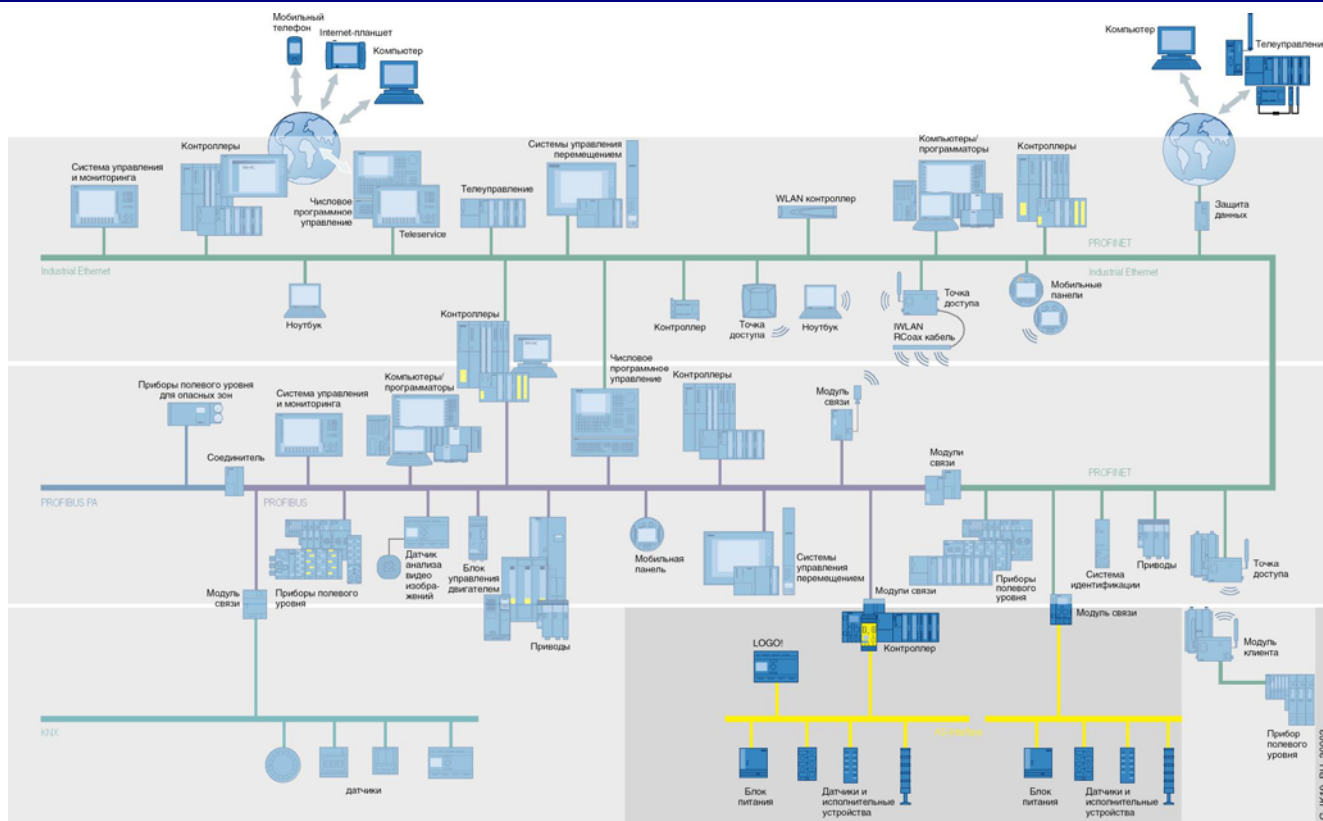 Мобильный
телефон
Internet-планшет
Компьютер
Компьютер
Телеуправлени
Система управления
и мониторинга
Контроллеры
Числовое
программное
управление
Teleservice
Телеуправление
Системы управления
перемещением
WLAN контроллер
Компьютеры/
программаторы
Контроллеры
Защита
данных
PROFINET
Industrial Ethernet
Industrial Ethernet
Ноутбук
Контроллеры
Контроллер
Точка
доступа
Ноутбук
Точка
доступа
IWLAN
RCoax кабель
Мобильные
панели
Приборы полевого уровня
для опасных зон
Система управления
и мониторинга
Компьютеры/
программаторы
Числовое
программное
управление
Контроллеры
Модуль
связи
Соединитель
Модули
связи
PROFINET
PROFIBUS PA
PROFIBUS
Модуль
связи
Приборы полевого
уровня
Датчик
анализа
видео
изобра-
жений
Блок
управления
двигателем
Приводы
Мобильная
панель
Системы
управления
перемещением
Модули связи
Приборы полевого
уровня
Система
идентификации
Приводы
Точка
доступа
Модуль связи
LOGO!
Контроллер
Модуль
клиента
KNX
датчики
Блок
питания
Датчики и
исполнительные
устройства
Блок
питания
Датчики и
исполнительные
устройства
Прибор
полевого
уровня